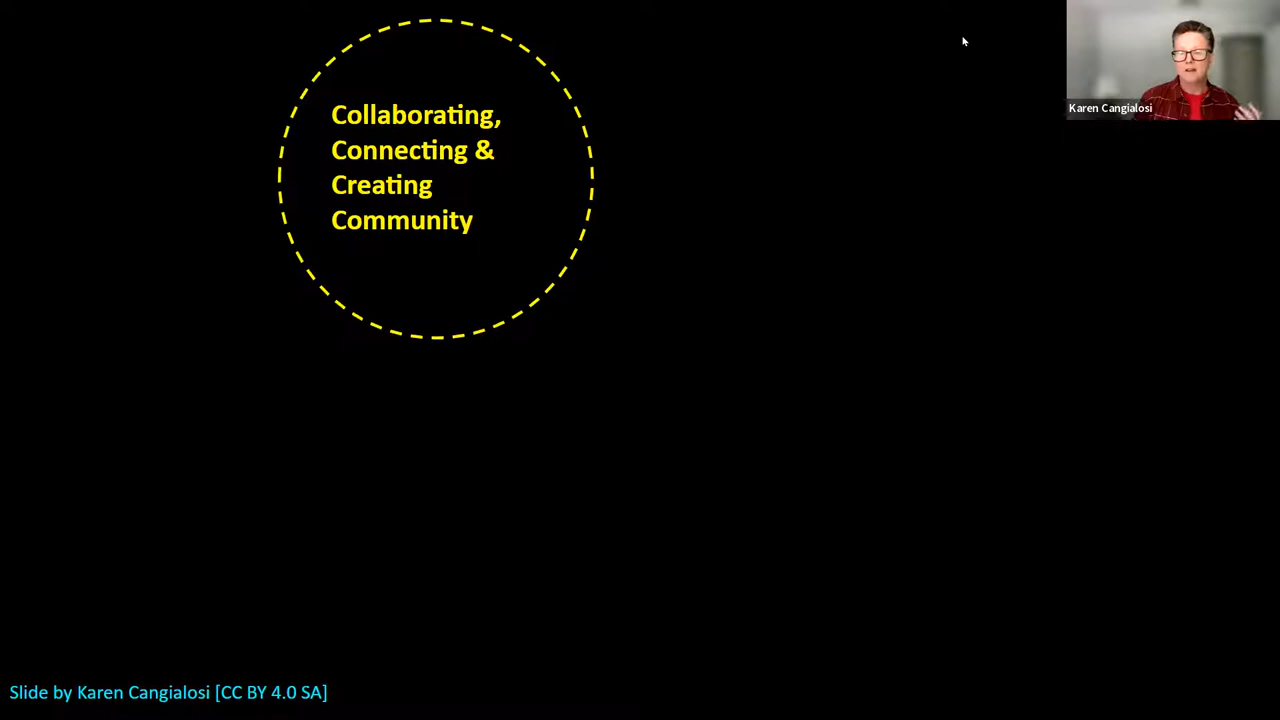 Collaborating,
Connecting &
Creating
Community
Karen Cangialosi
Slide by Karen Cangialosi [CC BY 4.0 SA]